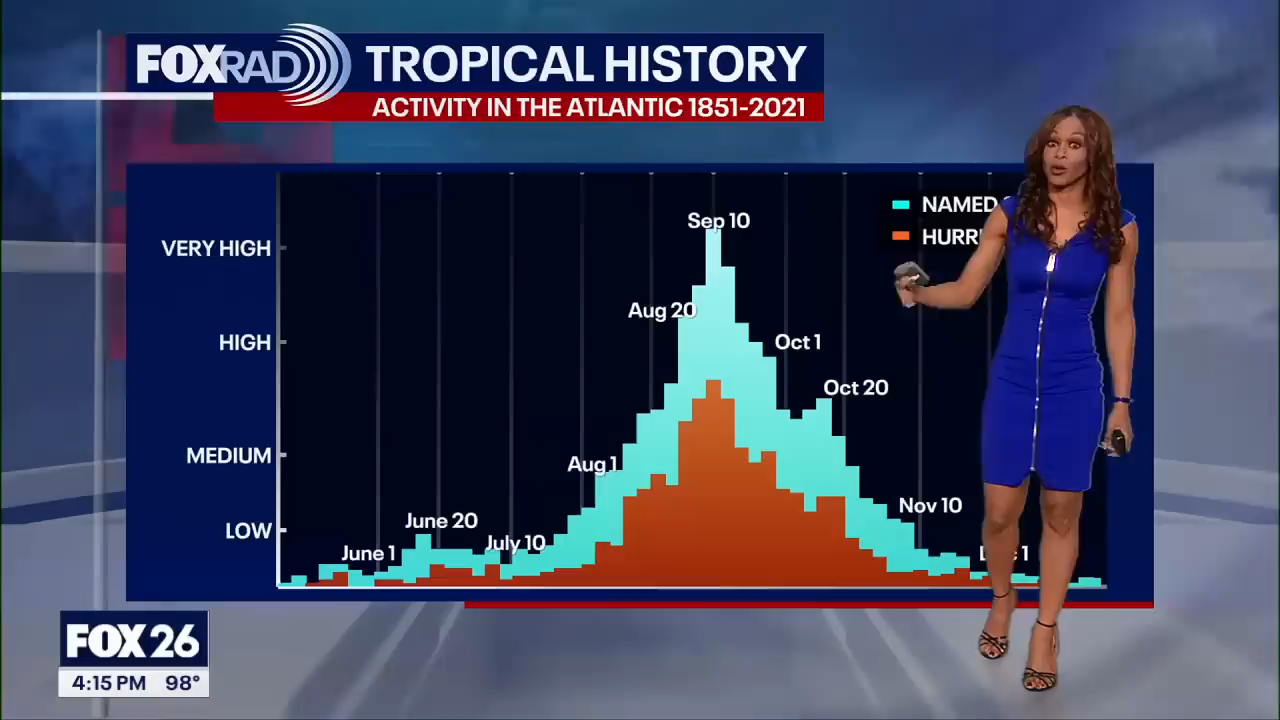 FOXRAD TROPICAL HISTORY
ACTIVITY IN THE ATLANTIC 1851-2021
NAMED
Sep 10
VERY HIGH
Aug 20
HIGH
Oct 1
Oct 20
MEDIUM
Aug 1
Nov 10
June 20
LOW
July 10
June 1
FOX 26
4:15 PM 98°